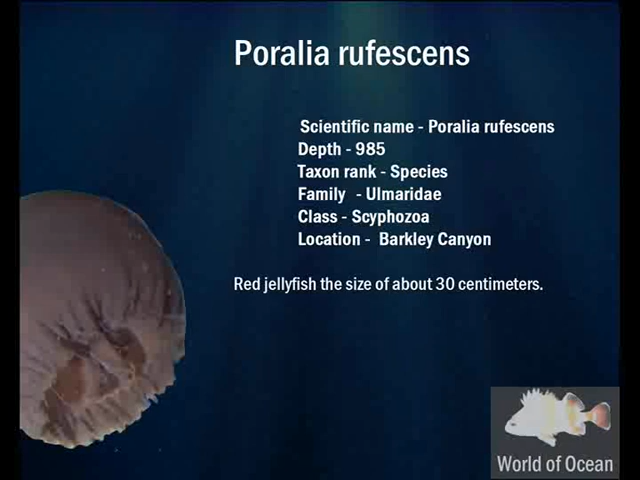 Poralia rufescens
Scientific name - Poralia rufescens
Depth - 985
Taxon rank - Species
Family - Ulmaridae
Class - Scyphozoa
Location - Barkley Canyon
Red jellyfish the size of about 30 centimeters.
World of Ocean